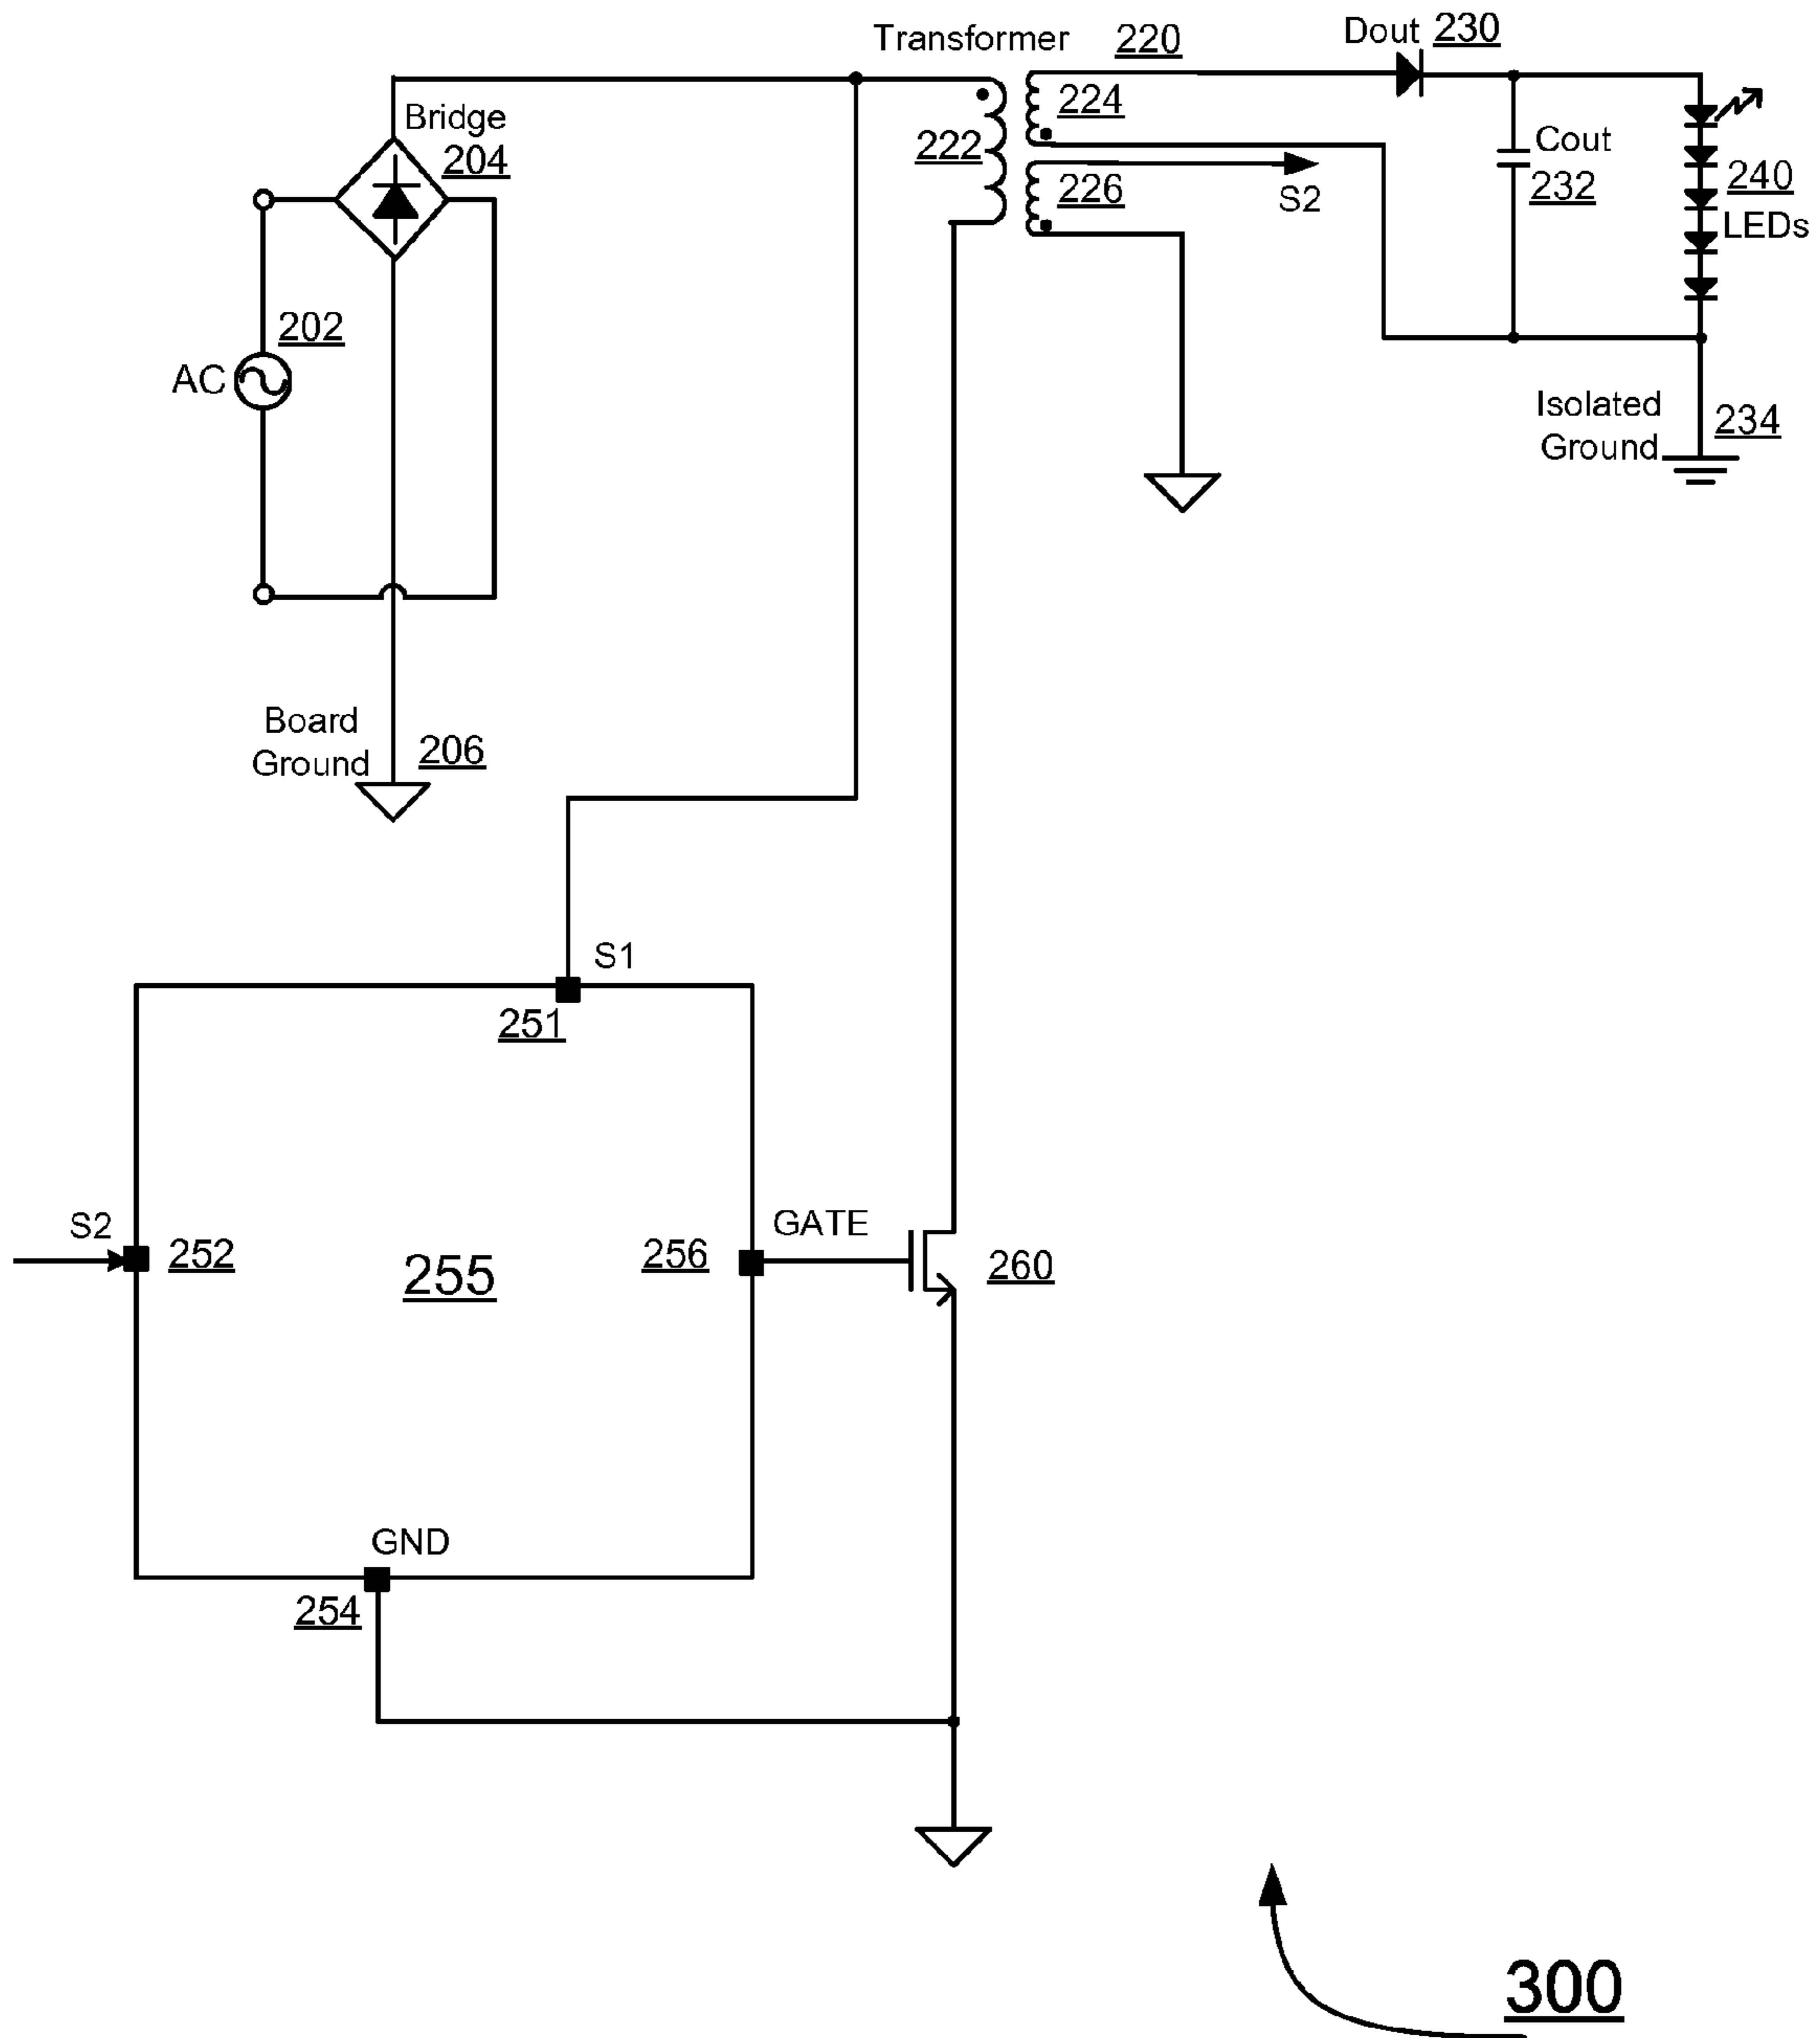 Transformer
220
Dout 230
Bridge
204
222
224
226
S2
Cout
232
240
LEDs
202
AC
Isolated
Ground
234
Board
Ground
206
S1
251
S2
252
255
256
GATE
260
GND
254
300